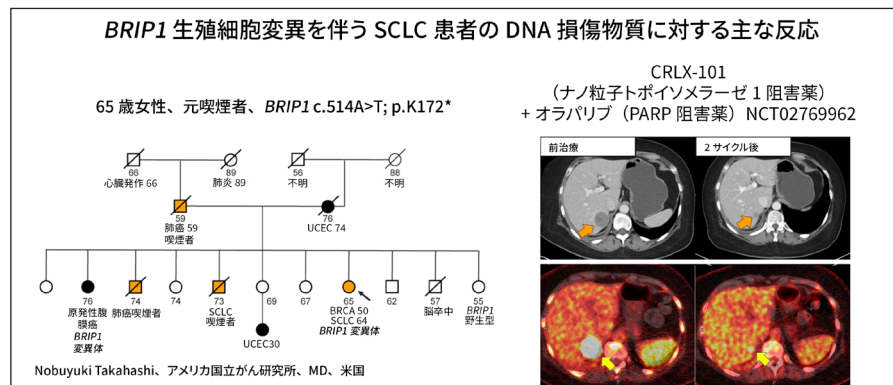 BRIP1 生殖細胞変異を伴う SCLC 患者の DNA 損傷物質に対する主な反応
65 歳女性、元喫煙者、BRIP1 c.514A>T; p.K172*
66
心臓発作 66
89
肺炎 89
56
不明
88
不明
59
肺癌 59
喫煙者
76
UCEC 74
76
原発性腹
膜癌
BRIP1
変異体
74
肺癌喫煙者
74
73
SCLC
喫煙者
69
UCEC30
67
65
BRCA 50
SCLC 64
BRIP1 変異体
62
57
脳卒中
55
BRIP1
野生型
Nobuyuki Takahashi、アメリカ国立がん研究所、MD、米国
CRLX-101
（ナノ粒子トポイソメラーゼ 1 阻害薬）
+ オラパリブ（PARP 阻害薬）NCT02769962
前治療
2 サイクル後